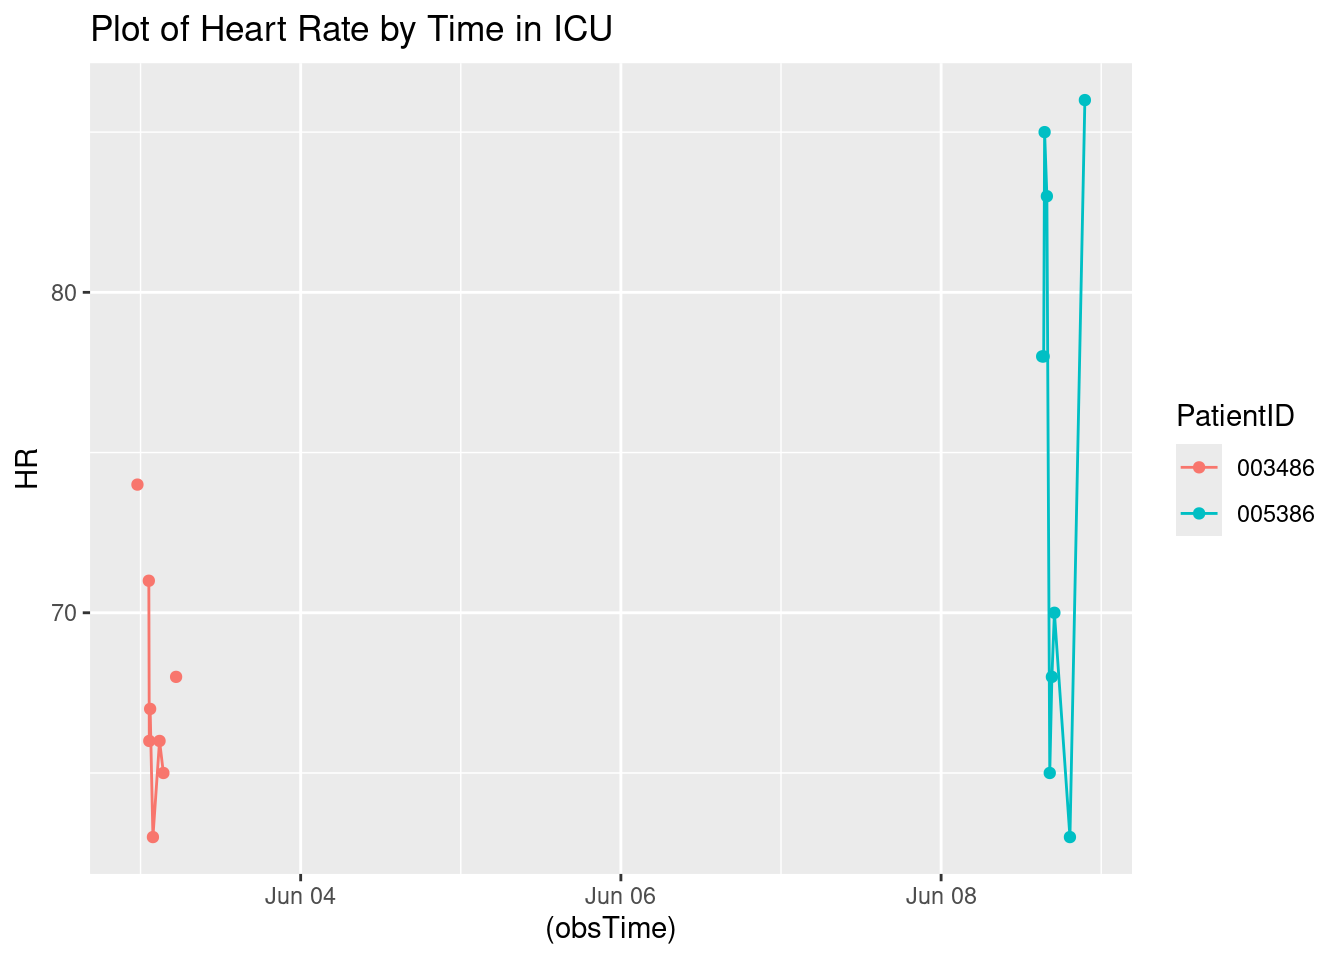 Plot of Heart Rate by Time in ICU
80
70
HR
Jun 04
Jun 06
Jun 08
(obsTime)
PatientID
003486
005386